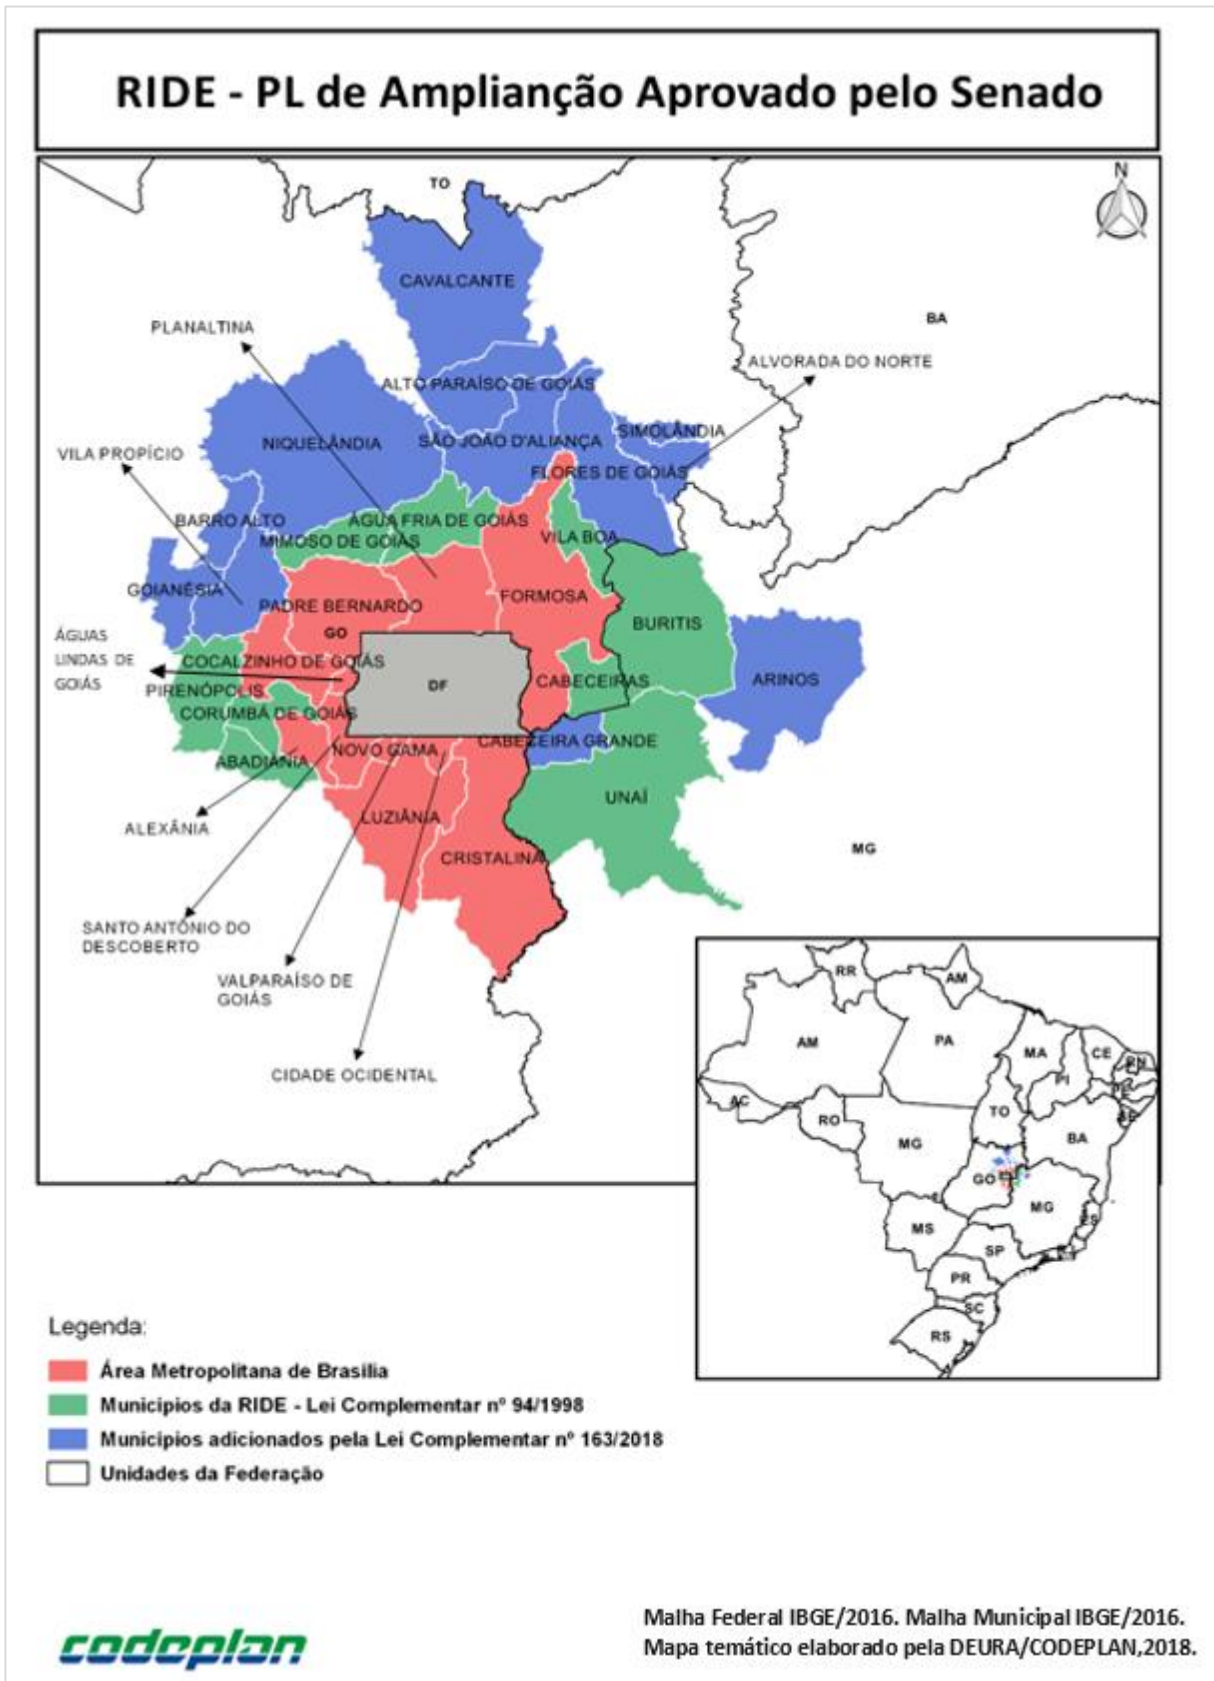 RIDE - PL de Amplianção Aprovado pelo Senado
N
TO
CAVALCANTE
PLANALTINA
BA
ALVORADA DO NORTE
ALTO PARAÍSO DE GOIÁS
SIMOLÂNDIA
NIQUELÂNDIA
SÃO JOÃO D'ALIANÇA
VILA PROPÍCIO
FLORES DE GOIÁS
BARRO ALTO
ÁGUA FRIA DE GOIÁS
MIMOSO DE GOIÁS
VILA BOA
GOIANÉSIA
PADRE BERNARDO
FORMOSA
BURITIS
GO
ÁGUAS
LINDAS DE
GOIÁS
COCALZINHO DE GOIÁS
PIRENÓPOLIS
DF
CABECEIRAS
ARINOS
CORUMBÁ DE GOIÁS
NOVO GAMA
CABECEIRA GRANDE
ABADIÂNIA
UNAÍ
LUZIÂNIA
ALEXÂNIA
MG
CRISTALINA
SANTO ANTÔNIO DO
DESCOBERTO
VALPARAÍSO DE
GOIÁS
CIDADE OCIDENTAL
RR
AM
AM
PA
MA
CE
RN
PI
PE
AC
RO
TO
SE
MG
BA
GO
MG
MS
ES
SP
RJ
PR
SC
RS
Legenda:
Área Metropolitana de Brasília
Municípios da RIDE - Lei Complementar nº 94/1998
Municípios adicionados pela Lei Complementar nº 163/2018
Unidades da Federação
codeplan
Malha Federal IBGE/2016. Malha Municipal IBGE/2016.
Mapa temático elaborado pela DEURA/CODEPLAN,2018.